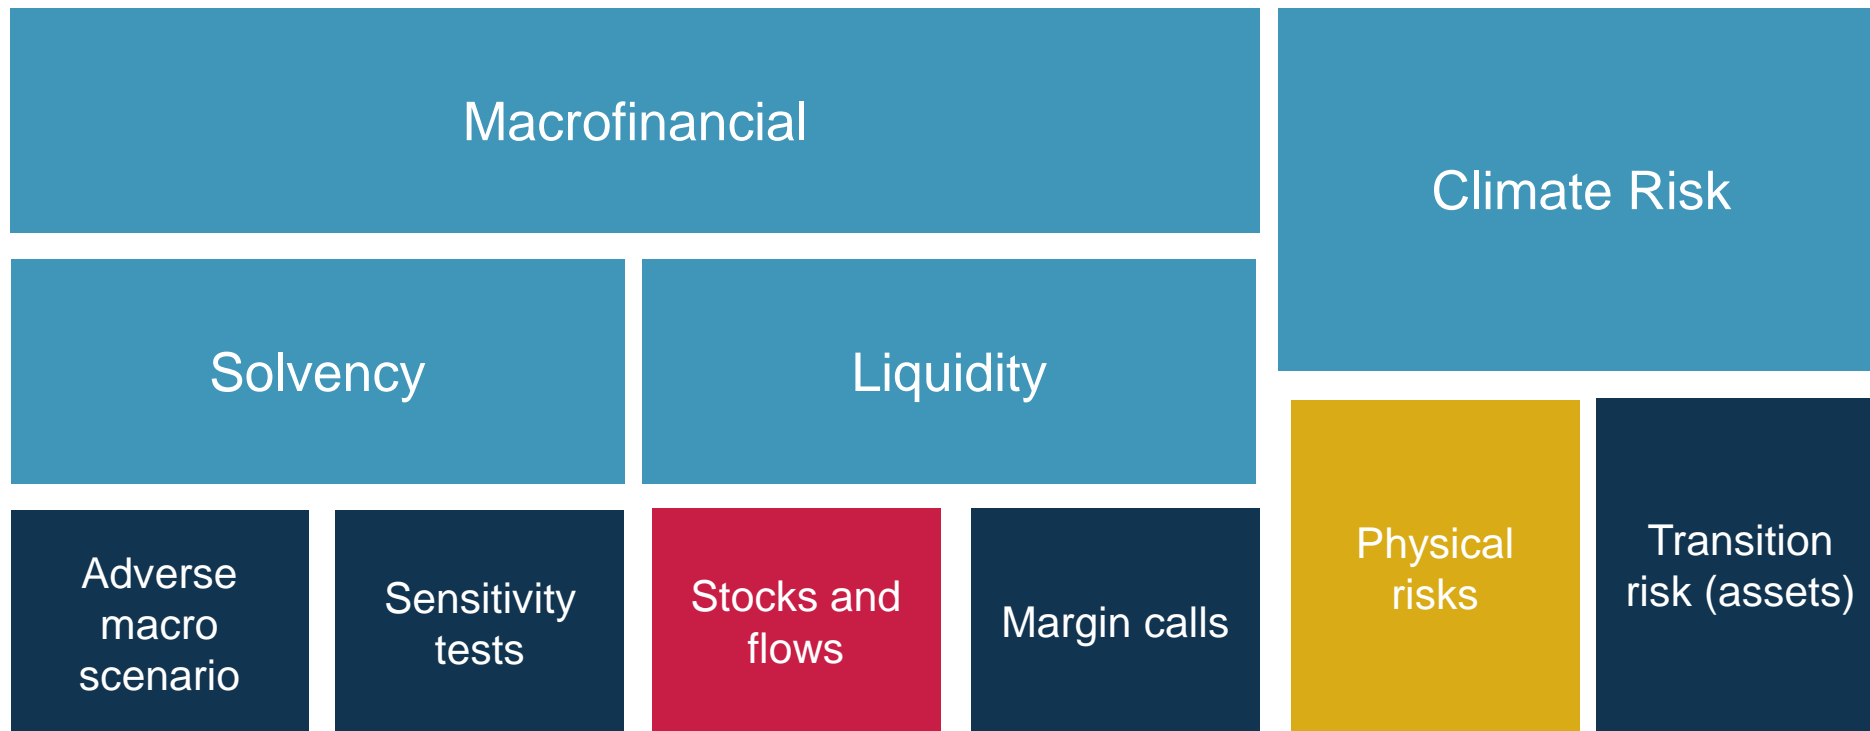 Macrofinancial
Climate Risk
Solvency
Liquidity
Adverse
macro
scenario
Sensitivity
tests
Stocks and
flows
Margin calls
Physical
risks
Transition
risk (assets)